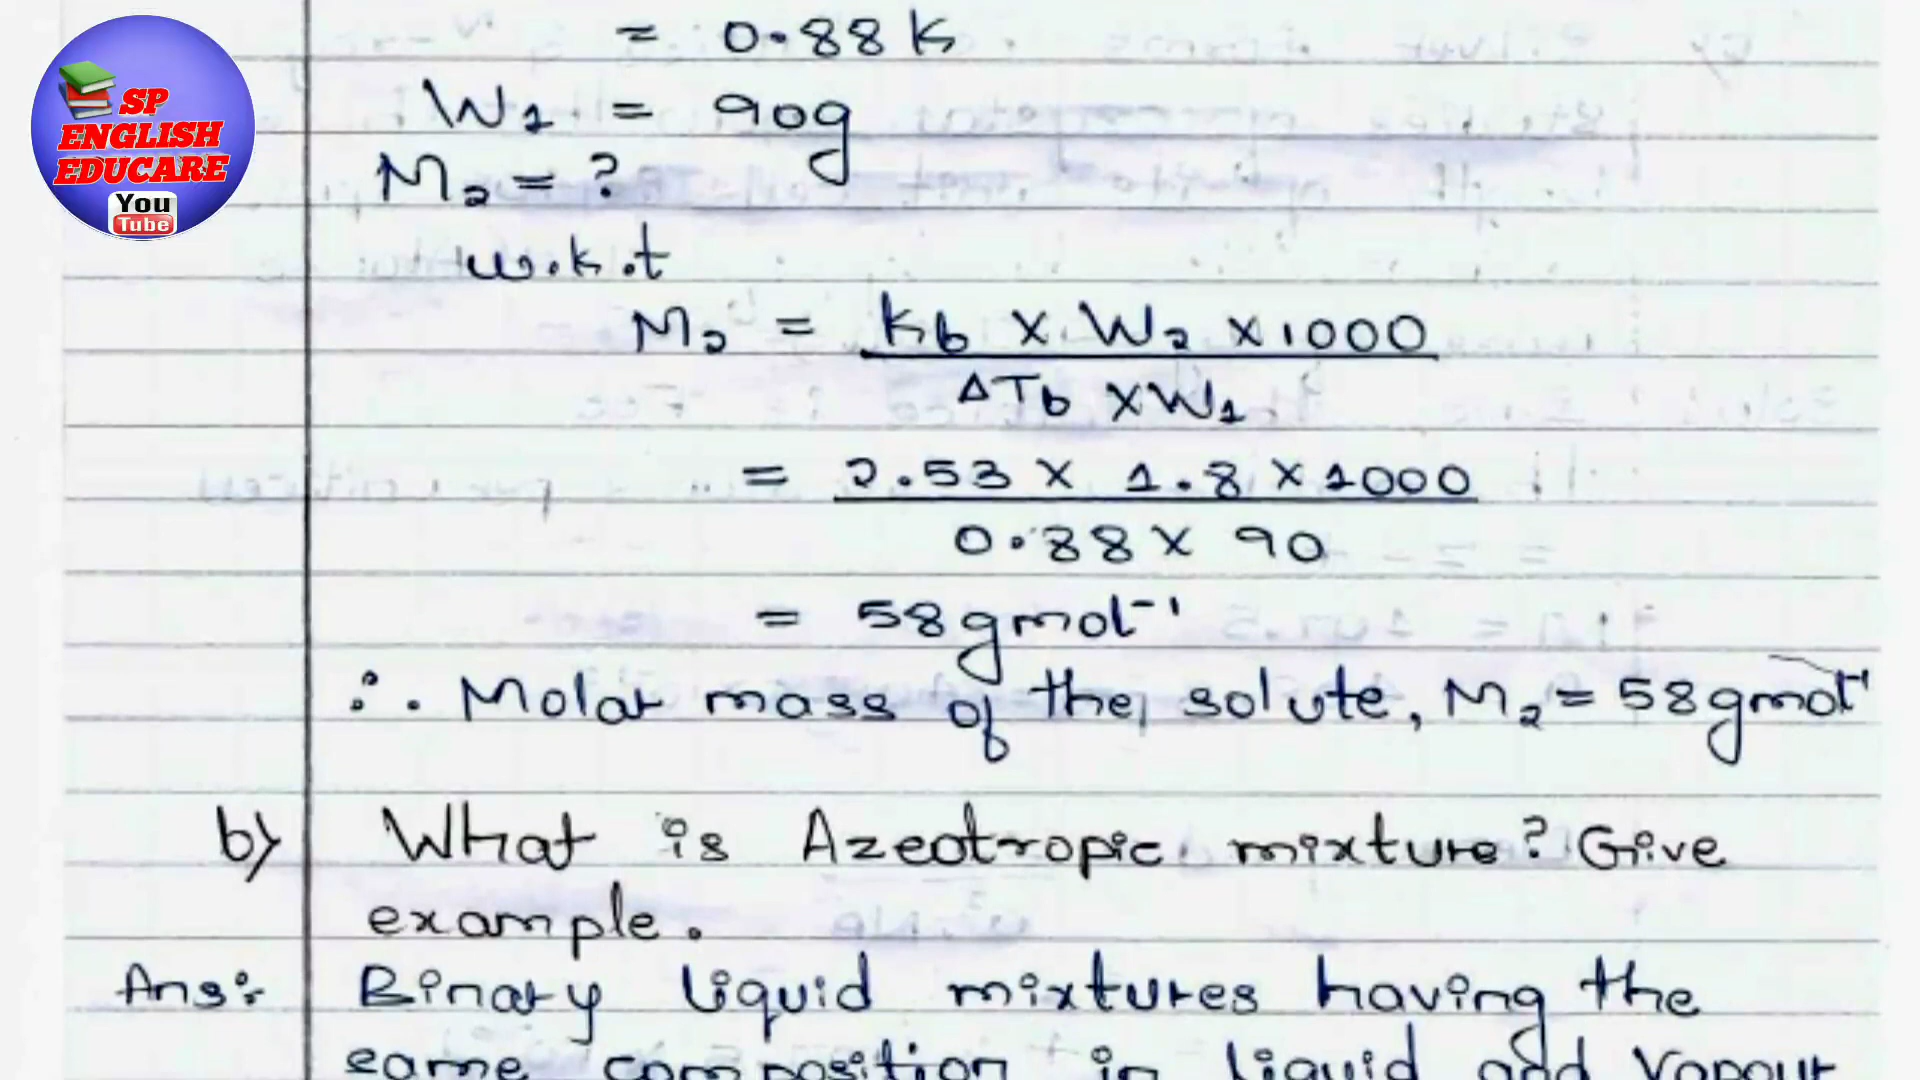 SP
ENGLISH
EDUCARE
You
Tube
= 0.88 K
W₁ = 90g
M₂ = ?
w.k.t
M₂ = Kb × W₂ × 1000
ΔTb × W₁
= 2.53 × 1.8 × 1000
0.88 × 90
= 58 gmol⁻¹
∴ Molar mass of the solute, M₂ = 58gmol⁻¹
b) What is Azeotropic mixture? Give
example.
Ans:- Binary liquid mixtures having the
same composition in liquid and vapour